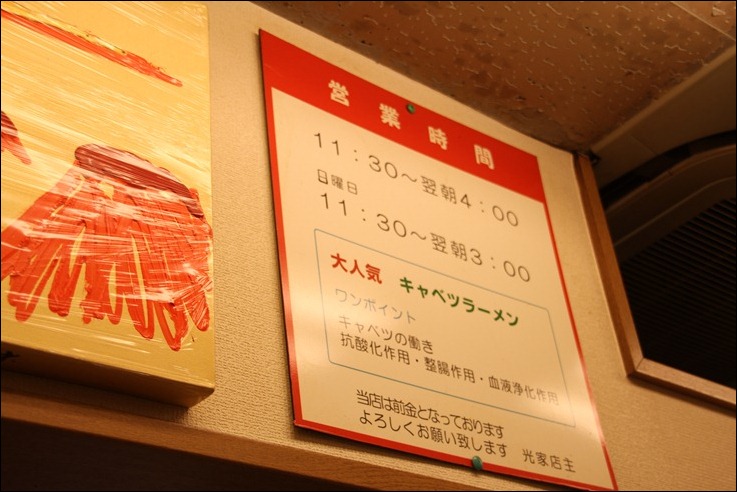 営業時間
11：30～翌朝4：00
日曜日
11：30～翌朝3：00
大人気 キャベツラーメン
ワンポイント
キャベツの働き
抗酸化作用・整腸作用・血液浄化作用
当店は前金となっております
よろしくお願い致します 光家店主